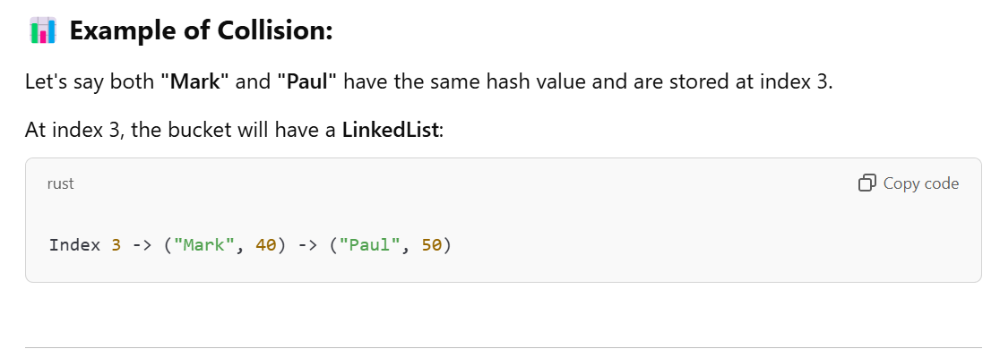 Example of Collision:
Let's say both "Mark" and "Paul" have the same hash value and are stored at index 3.
At index 3, the bucket will have a LinkedList:
rust
Copy code
Index 3 -> ("Mark", 40) -> ("Paul", 50)